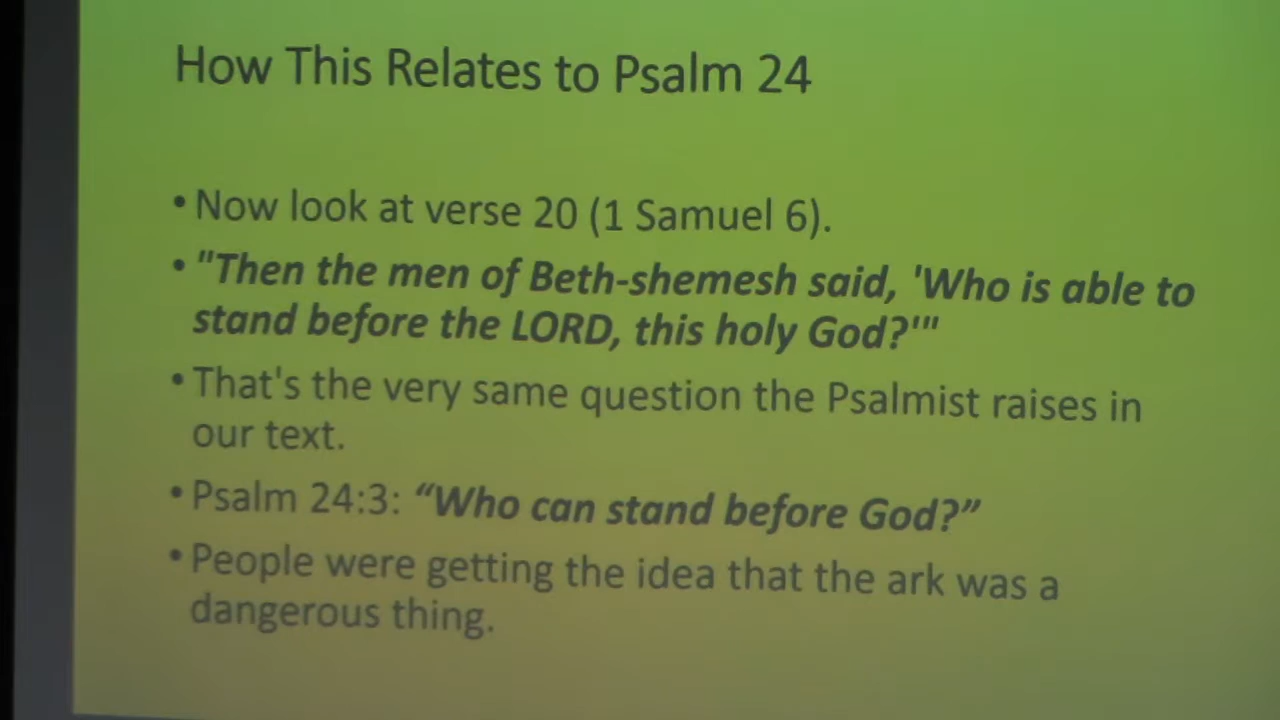 How This Relates to Psalm 24
• Now look at verse 20 (1 Samuel 6).
• "Then the men of Beth-shemesh said, 'Who is able to
stand before the LORD, this holy God?'"
• That's the very same question the Psalmist raises in
our text.
• Psalm 24:3: “Who can stand before God?”
• People were getting the idea that the ark was a
dangerous thing.